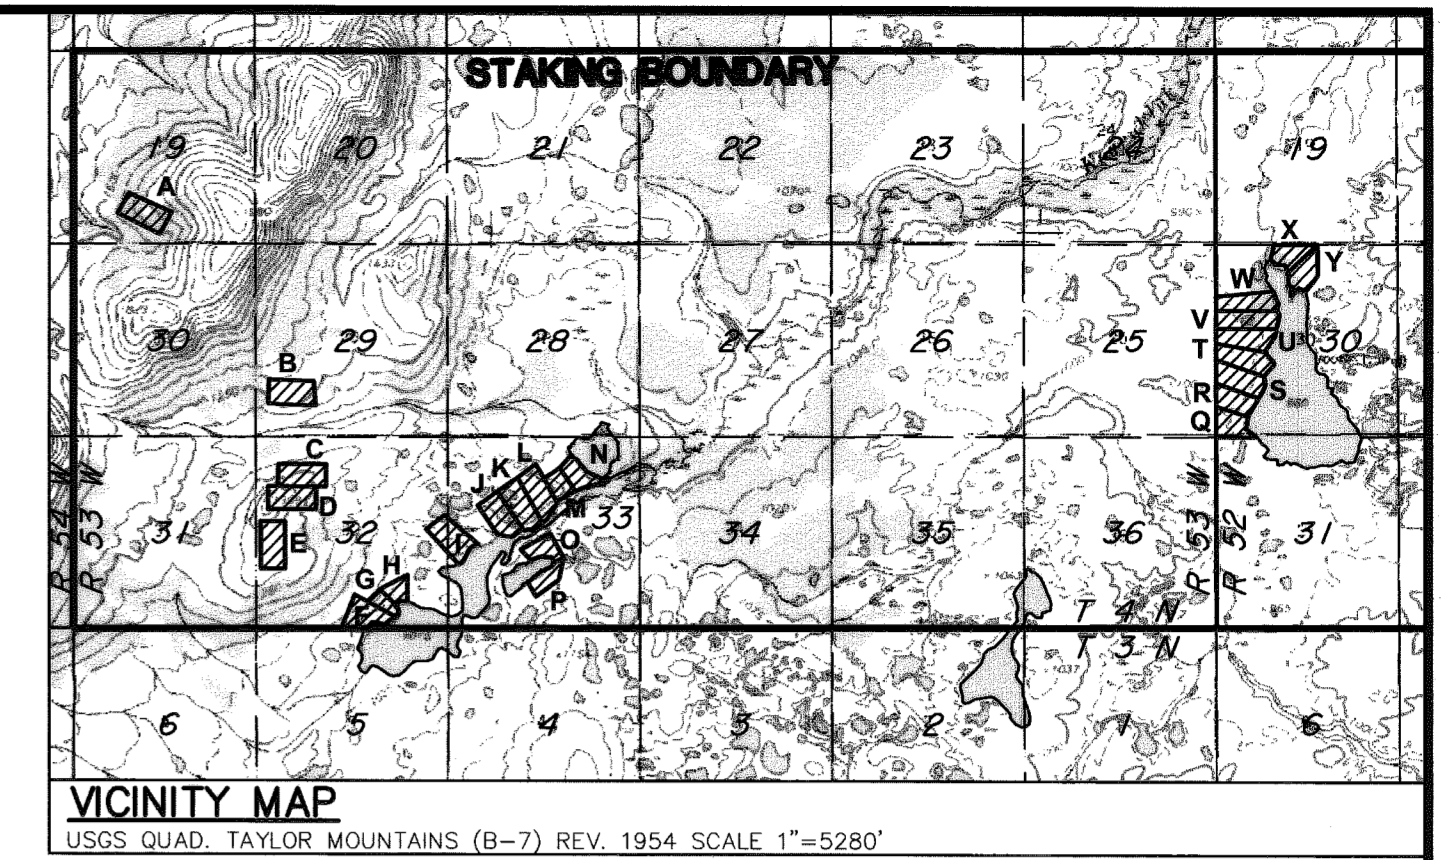 STAKING BOUNDARY
19 20 21 22 23 24 19
A
X
Y
W
30 29 28 27 26 25 V U 30
T
B
R S
Q
C L N
K
J
D M
31 E 32 I 33 34 35 36 31
O
H
G P
F
R 54 W
R 53 W
R 53 W
R 52 W
T 4 N
T 3 N
6 5 4 3 2 1 6
VICINITY MAP
USGS QUAD. TAYLOR MOUNTAINS (B-7) REV. 1954 SCALE 1"=5280'